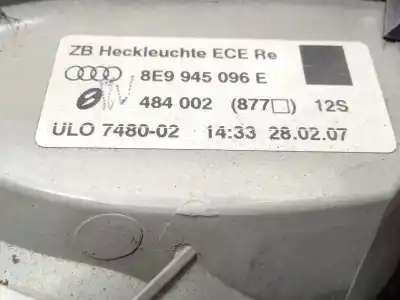 ZB Heckleuchte ECE Re
8E9 945 096 E
484 002 (877□) 12S
ULO 7480-02 14:33 28.02.07